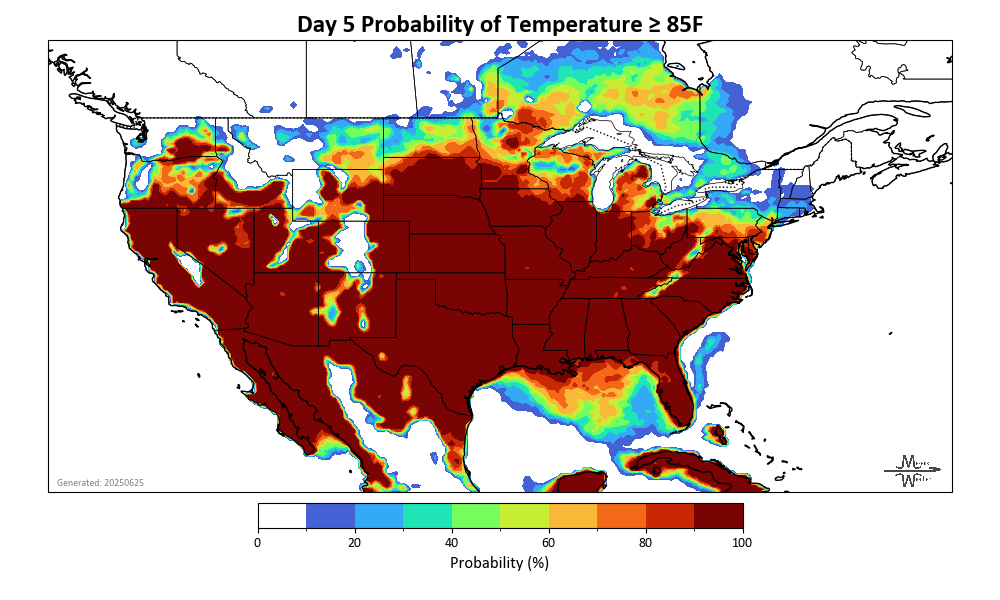 Day 5 Probability of Temperature ≥ 85F
Generated: 20250625
0 20 40 60 80 100
Probability (%)